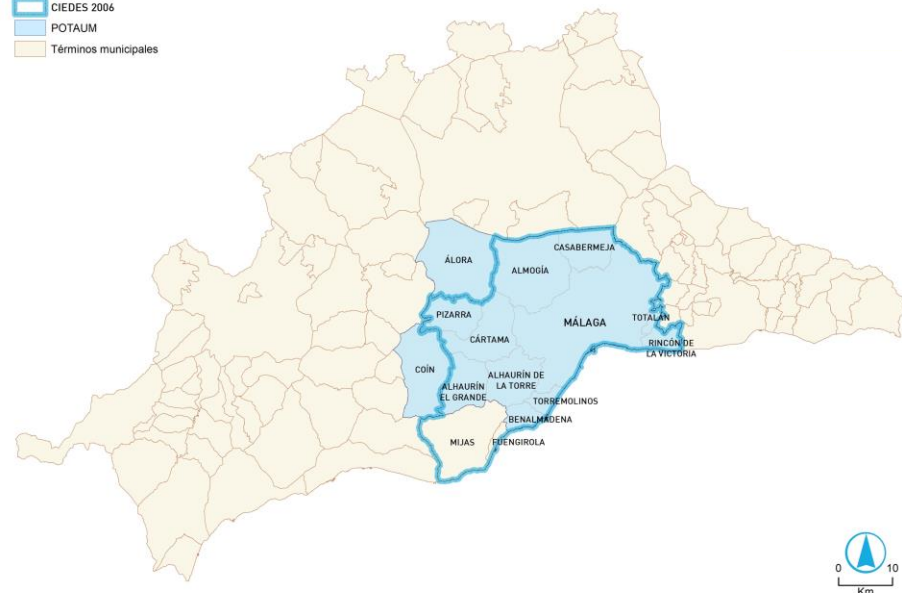 CIEDES 2006
POTAUM
Términos municipales
CASABERMEJA
ÁLORA
ALMOGÍA
PIZARRA
MÁLAGA
TOTALÁN
CÁRTAMA
RINCÓN DE
LA VICTORIA
COÍN
ALHAURÍN DE
LA TORRE
ALHAURÍN
EL GRANDE
TORREMOLINOS
BENALMADENA
MIJAS
FUENGIROLA
0 10
Km